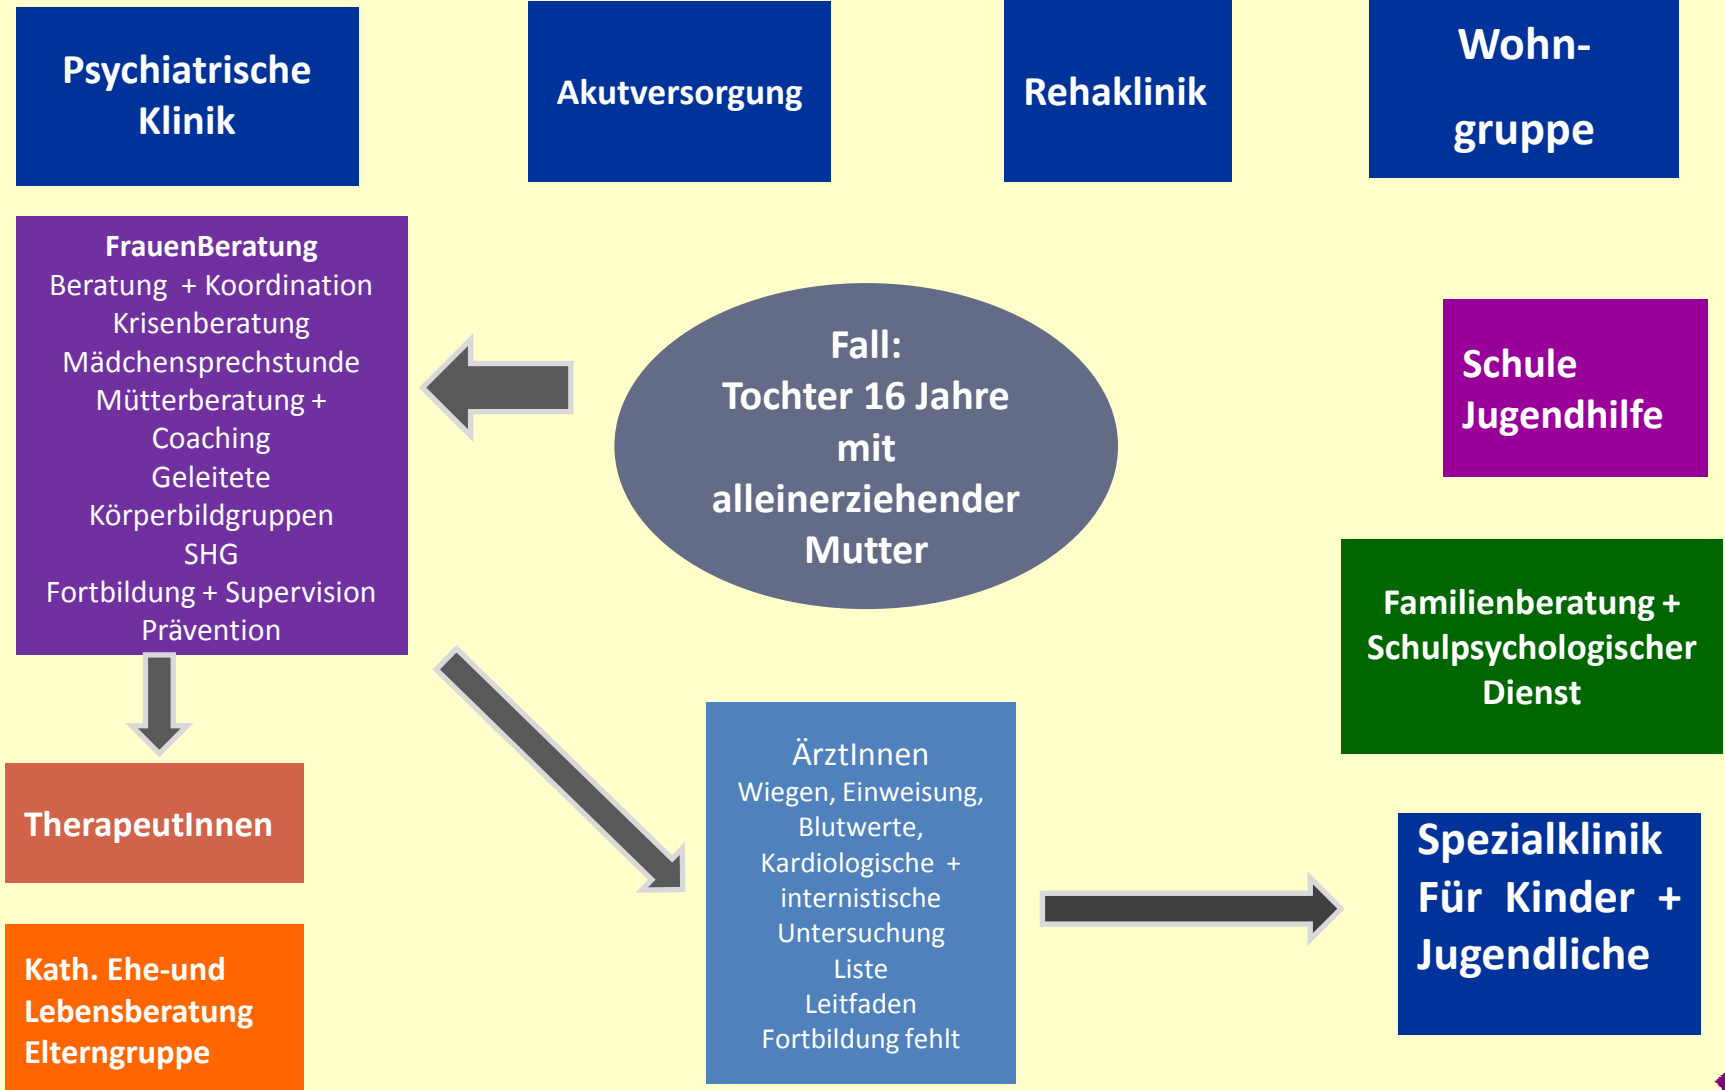 Psychiatrische
Klinik
Akutversorgung
Rehaklinik
Wohn-
gruppe
FrauenBeratung
Beratung + Koordination
Krisenberatung
Mädchensprechstunde
Mütterberatung +
Coaching
Geleitete
Körperbildgruppen
SHG
Fortbildung + Supervision
Prävention
Fall:
Tochter 16 Jahre
mit
alleinerziehender
Mutter
Schule
Jugendhilfe
Familienberatung +
Schulpsychologischer
Dienst
TherapeutInnen
ÄrztInnen
Wiegen, Einweisung,
Blutwerte,
Kardiologische +
internistische
Untersuchung
Liste
Leitfaden
Fortbildung fehlt
Spezialklinik
Für Kinder +
Jugendliche
Kath. Ehe-und
Lebensberatung
Elterngruppe